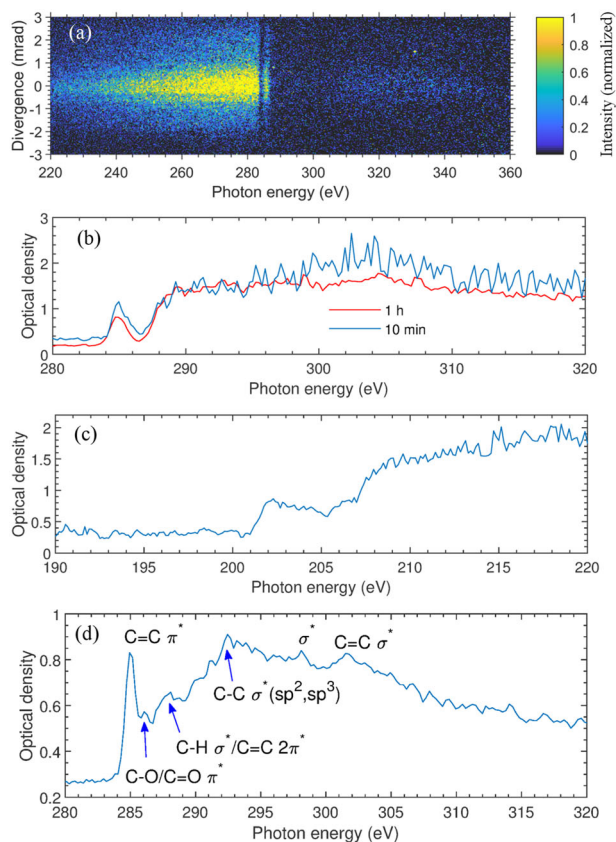 (a)
Divergence (mrad)
3
2
1
0
-1
-2
-3
220 240 260 280 300 320 340 360
Photon energy (eV)
1
0.8
0.6
0.4
0.2
0
Intensity (normalized)
(b)
Optical density
3
2
1
0
1 h
10 min
280 290 300 310 320
Photon energy (eV)
(c)
Optical density
2
1.5
1
0.5
0
190 195 200 205 210 215 220
Photon energy (eV)
(d)
Optical density
1
0.8
0.6
0.4
0.2
C=C π*
σ*
C=C σ*
C-C σ*(sp²,sp³)
C-H σ*/C=C 2π*
C-O/C=O π*
280 285 290 295 300 305 310 315 320
Photon energy (eV)